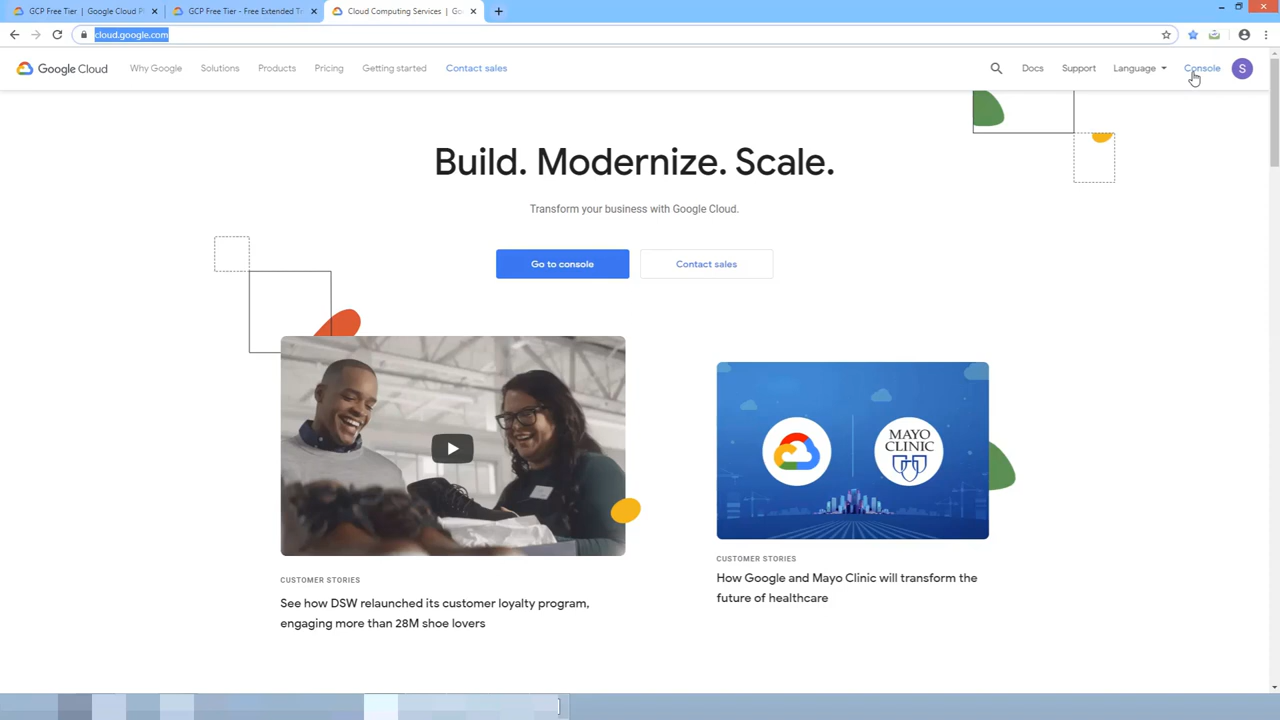 GCP Free Tier | Google Cloud Pl
GCP Free Tier - Free Extended Tr
Cloud Computing Services | Go
cloud.google.com
Google Cloud
Why Google
Solutions
Products
Pricing
Getting started
Contact sales
Docs
Support
Language
Console
S
Build. Modernize. Scale.
Transform your business with Google Cloud.
Go to console
Contact sales
MAYO
CLINIC
CUSTOMER STORIES
See how DSW relaunched its customer loyalty program,
engaging more than 28M shoe lovers
CUSTOMER STORIES
How Google and Mayo Clinic will transform the
future of healthcare